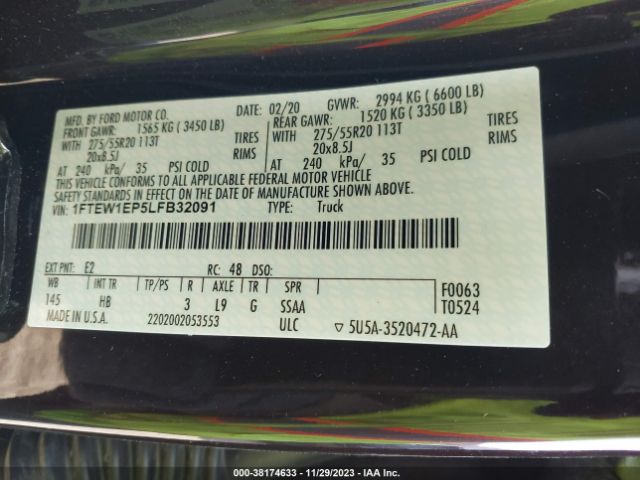 MFD. BY FORD MOTOR CO. DATE: 02/20 GVWR: 2994 KG ( 6600 LB)
FRONT GAWR: 1565 KG ( 3450 LB) REAR GAWR: 1520 KG ( 3350 LB)
WITH 275/55R20 113T TIRES WITH 275/55R20 113T TIRES
20x8.5J RIMS 20x8.5J RIMS
AT 240 kPa/ 35 PSI COLD AT 240 kPa/ 35 PSI COLD
THIS VEHICLE CONFORMS TO ALL APPLICABLE FEDERAL MOTOR VEHICLE
SAFETY STANDARDS IN EFFECT ON THE DATE OF MANUFACTURE SHOWN ABOVE.
VIN: 1FTEW1EP5LFB32091 TYPE: Truck
EXT PNT: E2 RC: 48 DSO:
WB INT TR TP/PS R AXLE TR SPR F0063
145 HB 3 L9 G SSAA T0524
MADE IN U.S.A. 2202002053553 ULC ▽ 5U5A-3520472-AA
000-38174633 — 11/29/2023 — IAA Inc.